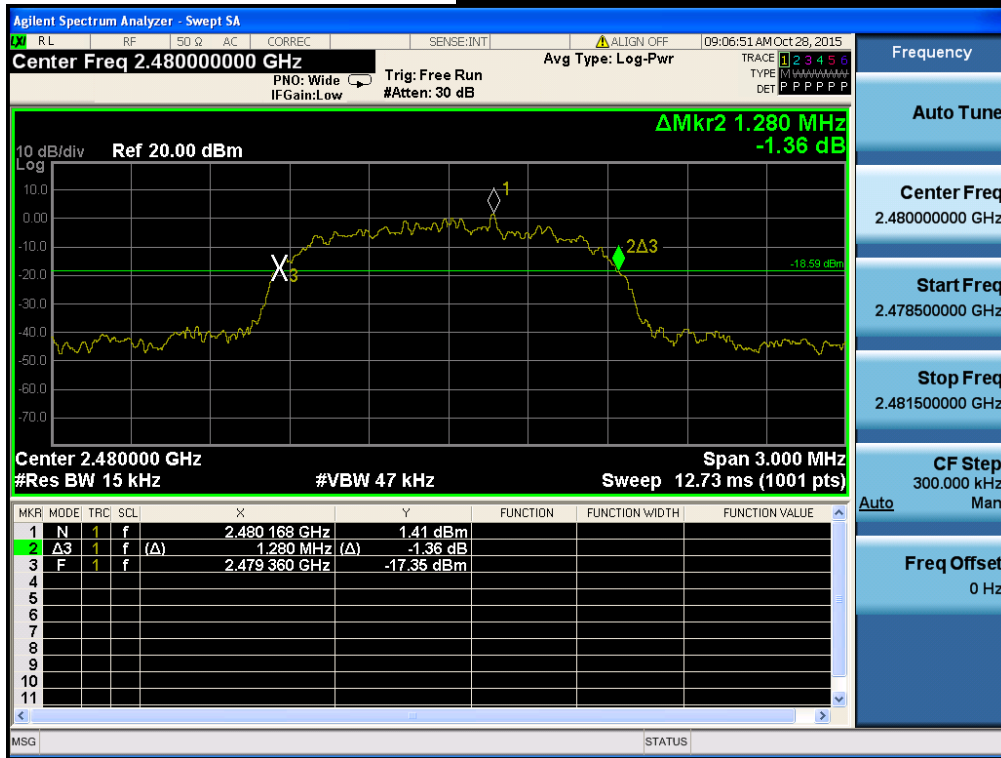 Agilent Spectrum Analyzer - Swept SA
LXI RL RF 50 Ω AC CORREC SENSE:INT ALIGN OFF 09:06:51 AM Oct 28, 2015
Center Freq 2.480000000 GHz
Avg Type: Log-Pwr
TRACE 1 2 3 4 5 6
TYPE M W W W W W
DET P P P P P P
PNO: Wide
IFGain:Low
Trig: Free Run
#Atten: 30 dB
ΔMkr2 1.280 MHz
-1.36 dB
10 dB/div Ref 20.00 dBm
Log
10.0
0.00
-10.0
-20.0
-30.0
-40.0
-50.0
-60.0
-70.0
1
2Δ3
X
3
-18.59 dBm
Center 2.480000 GHz Span 3.000 MHz
#Res BW 15 kHz #VBW 47 kHz Sweep 12.73 ms (1001 pts)
MKR MODE TRC SCL X Y FUNCTION FUNCTION WIDTH FUNCTION VALUE
1 N 1 f 2.480 168 GHz 1.41 dBm
2 Δ3 1 f (Δ) 1.280 MHz (Δ) -1.36 dB
3 F 1 f 2.479 360 GHz -17.35 dBm
4
5
6
7
8
9
10
11
MSG STATUS
Frequency
Auto Tune
Center Freq
2.480000000 GHz
Start Freq
2.478500000 GHz
Stop Freq
2.481500000 GHz
CF Step
300.000 kHz
Auto Man
Freq Offset
0 Hz